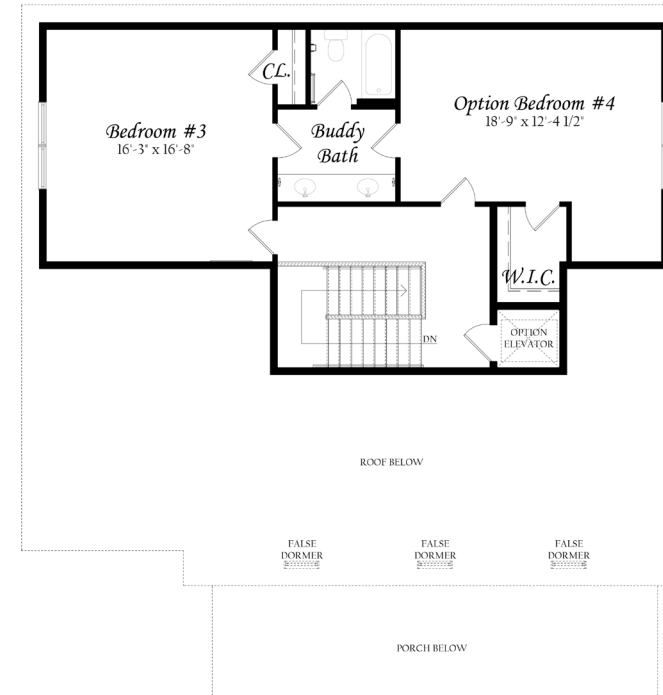 CL.
Bedroom #3
16'-3" x 16'-8"
Buddy
Bath
Option Bedroom #4
18'-9" x 12'-4 1/2"
W.I.C.
DN
OPTION
ELEVATOR
ROOF BELOW
FALSE
DORMER
FALSE
DORMER
FALSE
DORMER
PORCH BELOW